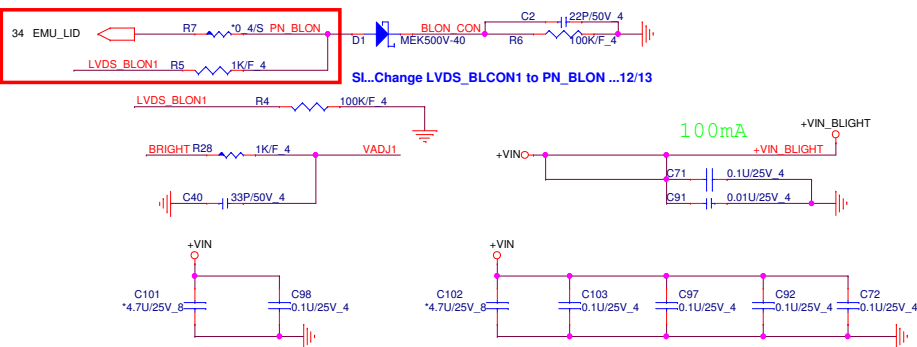 34 EMU_LID R7 *0_4/S PN_BLON D1 MEK500V-40 BLON_CON C2 22P/50V_4
R6 100K/F_4
LVDS_BLON1 R5 1K/F_4
SI...Change LVDS_BLCON1 to PN_BLON ...12/13
LVDS_BLON1 R4 100K/F_4
100mA +VIN_BLIGHT
BRIGHT R28 1K/F_4 VADJ1 +VIN +VIN_BLIGHT
C71 0.1U/25V_4
C40 33P/50V_4 C91 0.01U/25V_4
+VIN +VIN
C101 C98 C102 C103 C97 C92 C72
*4.7U/25V_8 0.1U/25V_4 *4.7U/25V_8 0.1U/25V_4 0.1U/25V_4 0.1U/25V_4 0.1U/25V_4